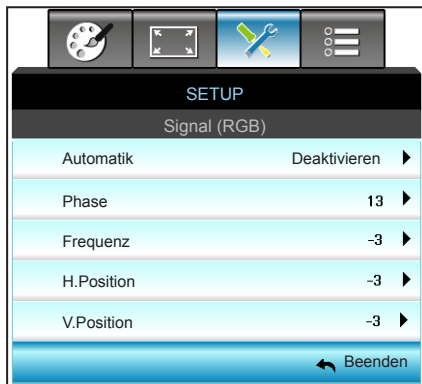 SETUP
Signal (RGB)
Automatik Deaktivieren
Phase 13
Frequenz -3
H.Position -3
V.Position -3
Beenden